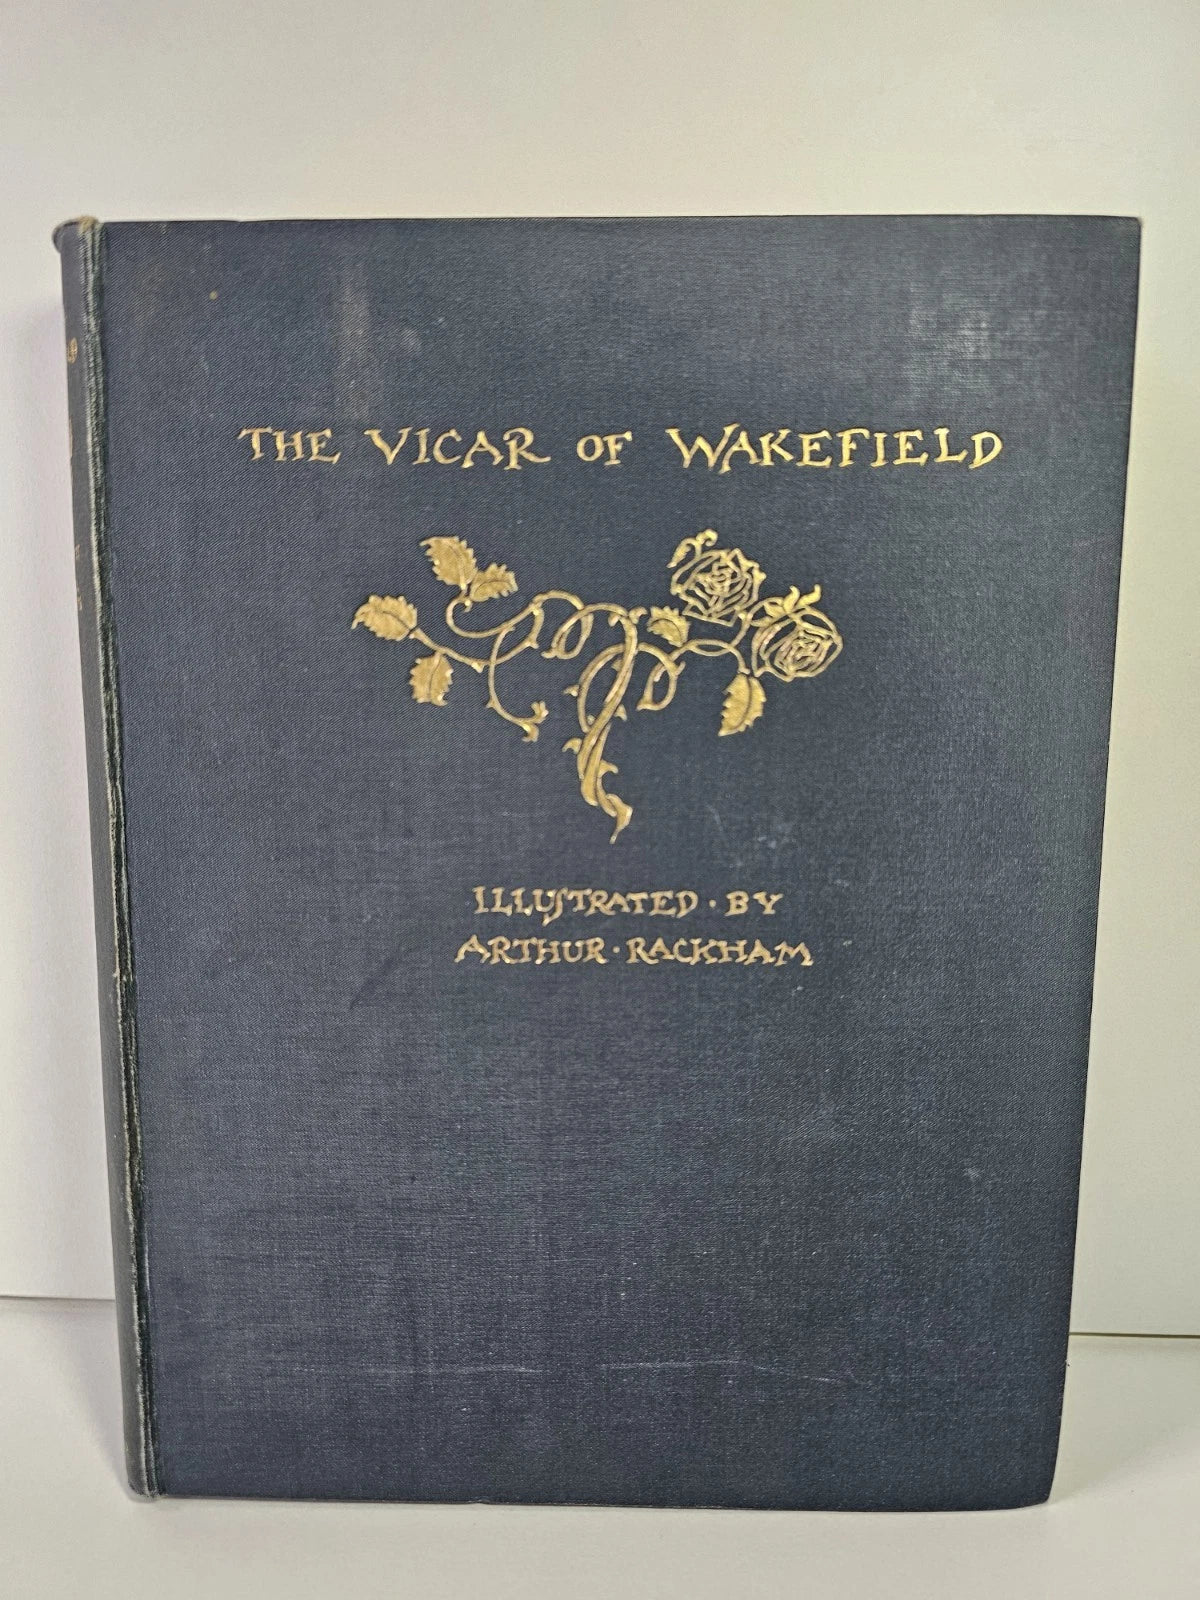 THE VICAR OF WAKEFIELD
ILLUSTRATED · BY
ARTHUR · RACKHAM